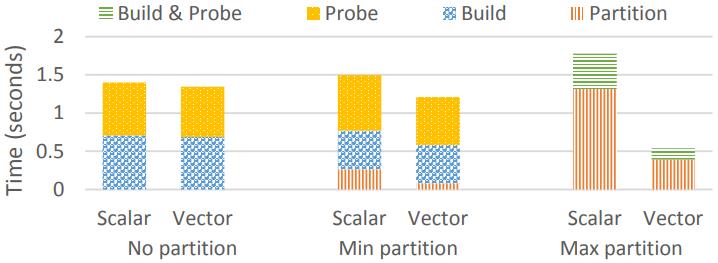 Build & Probe Probe Build Partition
2
1.5
1
0.5
0
Time (seconds)
Scalar Vector Scalar Vector Scalar Vector
No partition Min partition Max partition